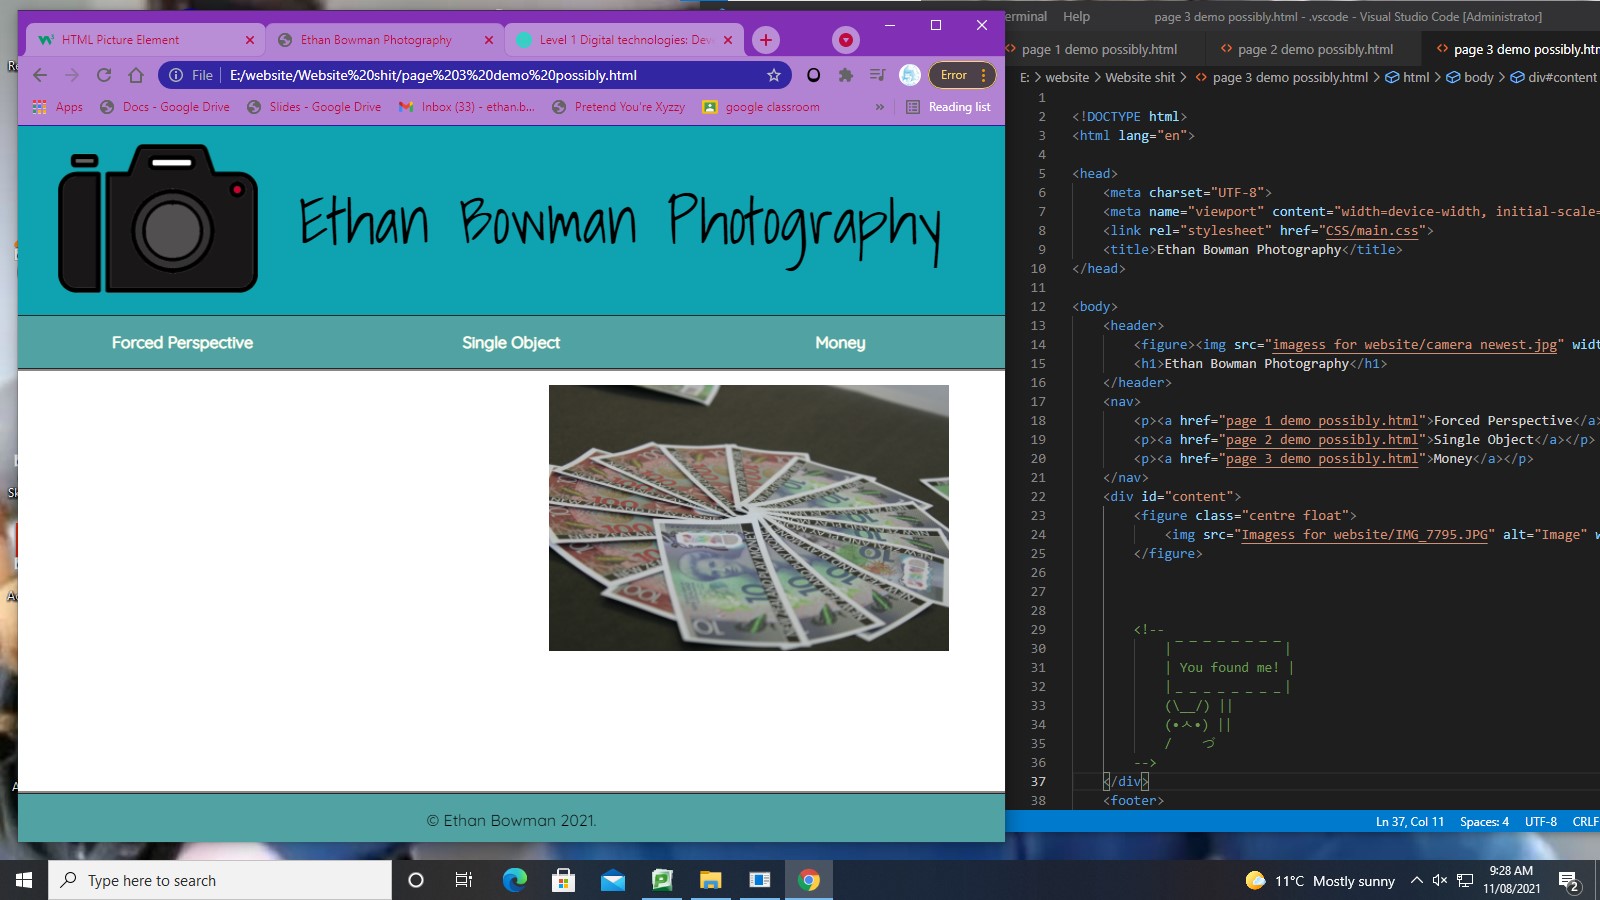 HTML Picture Element
Ethan Bowman Photography
Level 1 Digital technologies: Dev
File E:/website/Website%20shit/page%203%20demo%20possibly.html
Error
Apps
Docs - Google Drive
Slides - Google Drive
Inbox (33) - ethan.b...
Pretend You're Xyzzy
google classroom
»
Reading list
Ethan Bowman Photography
Forced Perspective
Single Object
Money
100
10
© Ethan Bowman 2021.
erminal Help
page 3 demo possibly.html - .vscode - Visual Studio Code [Administrator]
page 1 demo possibly.html
page 2 demo possibly.html
page 3 demo possibly.htm
E: > website > Website shit > page 3 demo possibly.html > html > body > div#content
1
2 <!DOCTYPE html>
3 <html lang="en">
4
5 <head>
6 <meta charset="UTF-8">
7 <meta name="viewport" content="width=device-width, initial-scale=
8 <link rel="stylesheet" href="CSS/main.css">
9 <title>Ethan Bowman Photography</title>
10 </head>
11
12 <body>
13 <header>
14 <figure><img src="imagess for website/camera newest.jpg" widt
15 <h1>Ethan Bowman Photography</h1>
16 </header>
17 <nav>
18 <p><a href="page 1 demo possibly.html">Forced Perspective</a>
19 <p><a href="page 2 demo possibly.html">Single Object</a></p>
20 <p><a href="page 3 demo possibly.html">Money</a></p>
21 </nav>
22 <div id="content">
23 <figure class="centre float">
24 <img src="Imagess for website/IMG_7795.JPG" alt="Image" w
25 </figure>
26
27
28
29 <!-- _ _ _ _ _ _ _ _
30 | |
31 | You found me! |
32 |_ _ _ _ _ _ _ _|
33 (\__/) ||
34 (•ㅅ•) ||
35 / づ
36 -->
37 </div>
38 <footer>
Ln 37, Col 11 Spaces: 4 UTF-8 CRLF
Type here to search
11°C Mostly sunny
9:28 AM
11/08/2021
2